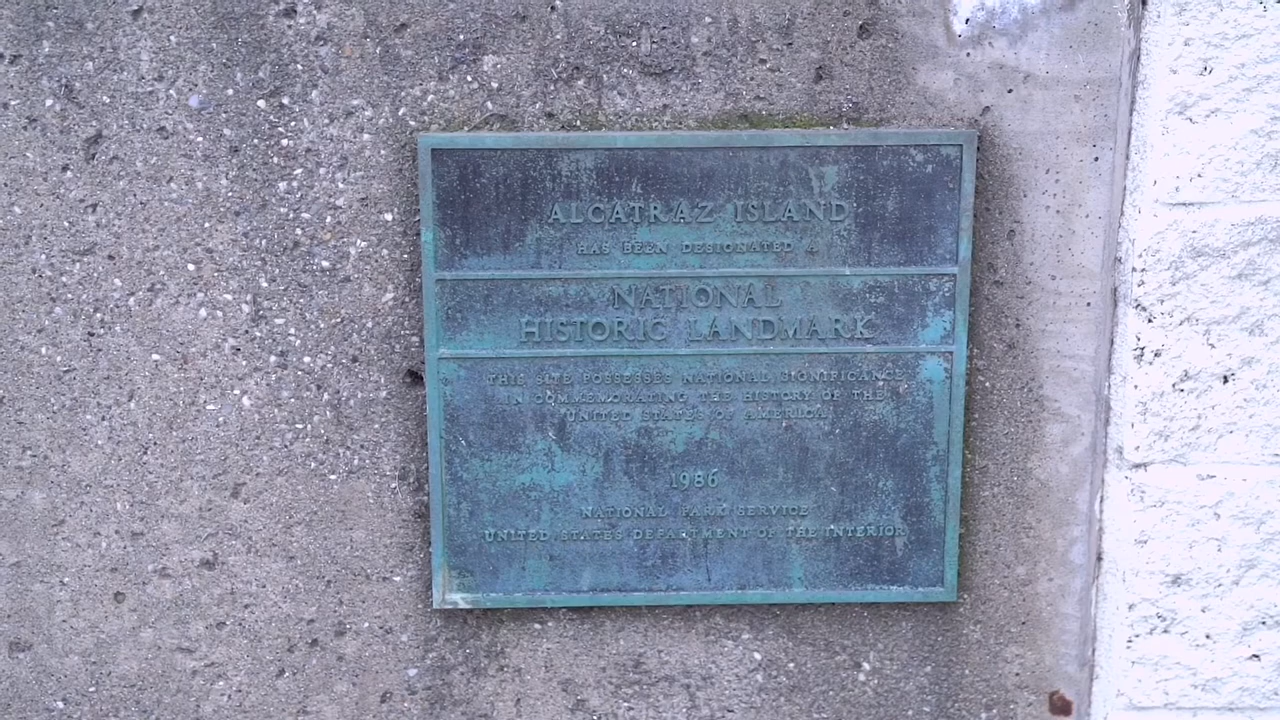 ALCATRAZ ISLAND
HAS BEEN DESIGNATED A
NATIONAL
HISTORIC LANDMARK
THIS SITE POSSESSES NATIONAL SIGNIFICANCE
IN COMMEMORATING THE HISTORY OF THE
UNITED STATES OF AMERICA
1986
NATIONAL PARK SERVICE
UNITED STATES DEPARTMENT OF THE INTERIOR